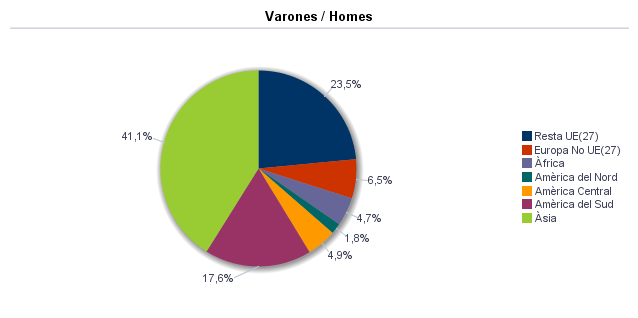 Varones / Homes
23,5%
41,1%
6,5%
4,7%
1,8%
4,9%
17,6%
Resta UE(27)
Europa No UE(27)
Àfrica
Amèrica del Nord
Amèrica Central
Amèrica del Sud
Àsia